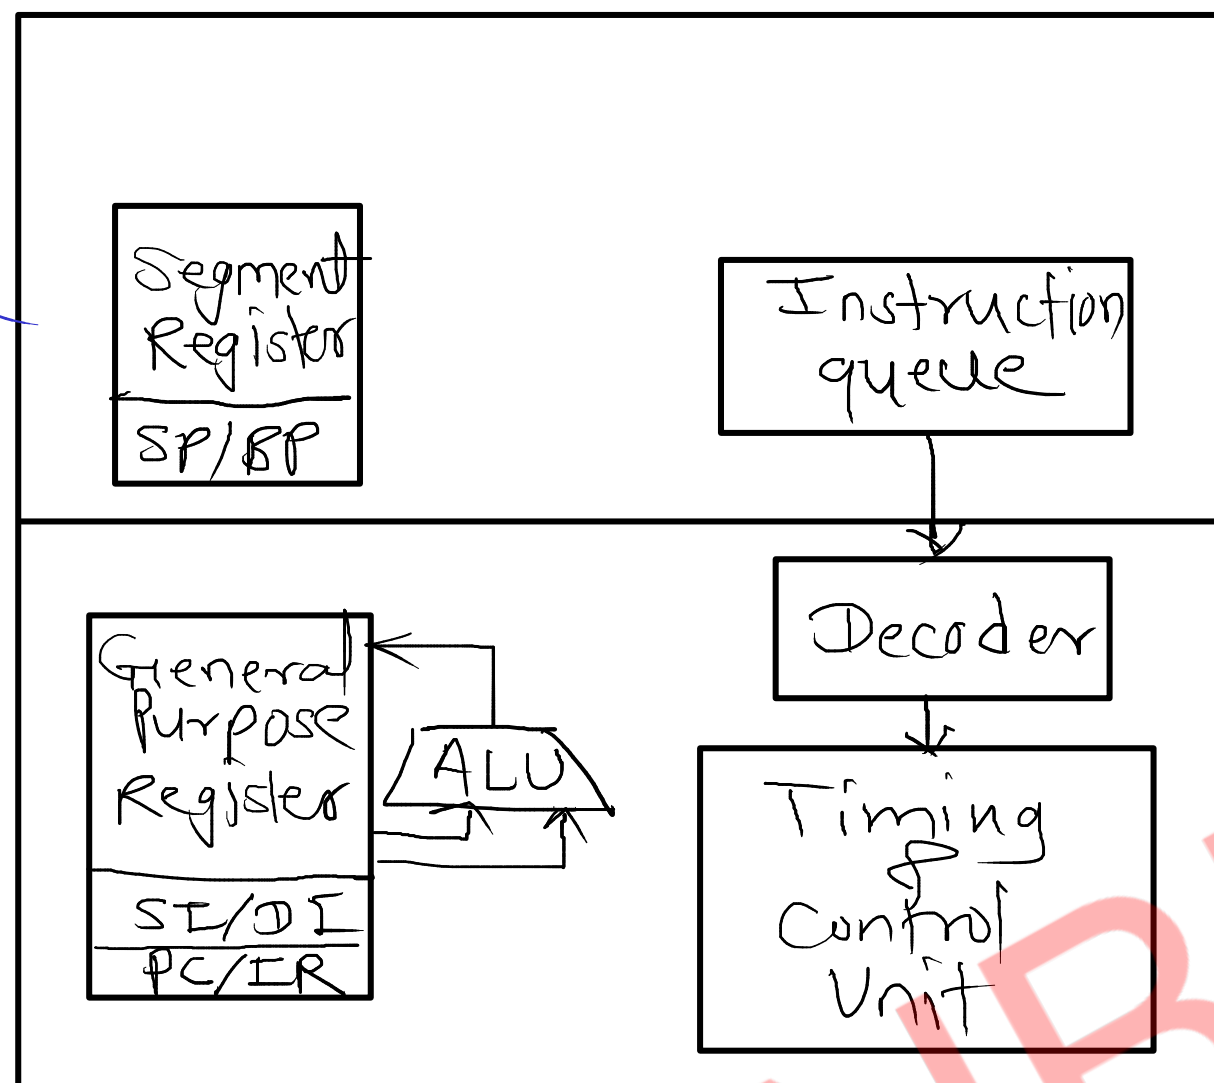 Segment
Register
SP/BP
Instruction
queue
Decoder
General
Purpose
Register
ALU
SI/DI
PC/IR
Timing
&
Control
Unit